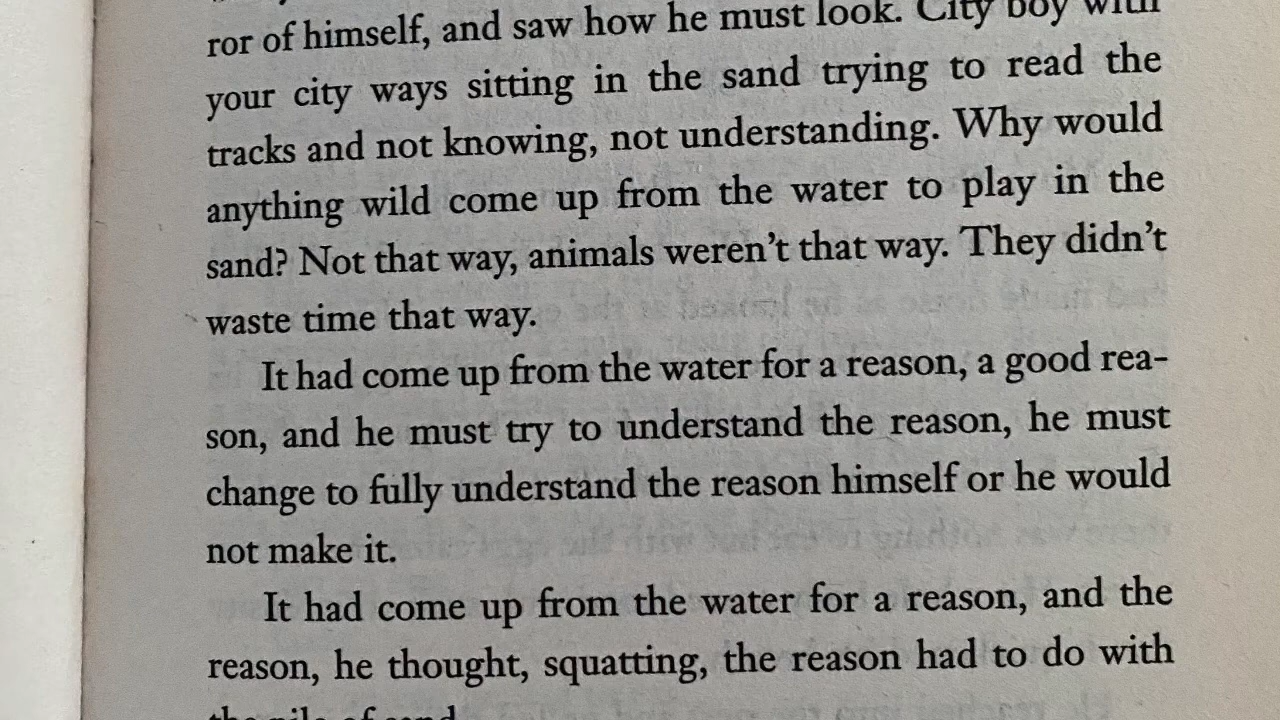 ror of himself, and saw how he must look. City boy with
your city ways sitting in the sand trying to read the
tracks and not knowing, not understanding. Why would
anything wild come up from the water to play in the
sand? Not that way, animals weren't that way. They didn't
waste time that way.
It had come up from the water for a reason, a good rea-
son, and he must try to understand the reason, he must
change to fully understand the reason himself or he would
not make it.
It had come up from the water for a reason, and the
reason, he thought, squatting, the reason had to do with
the pile of sand